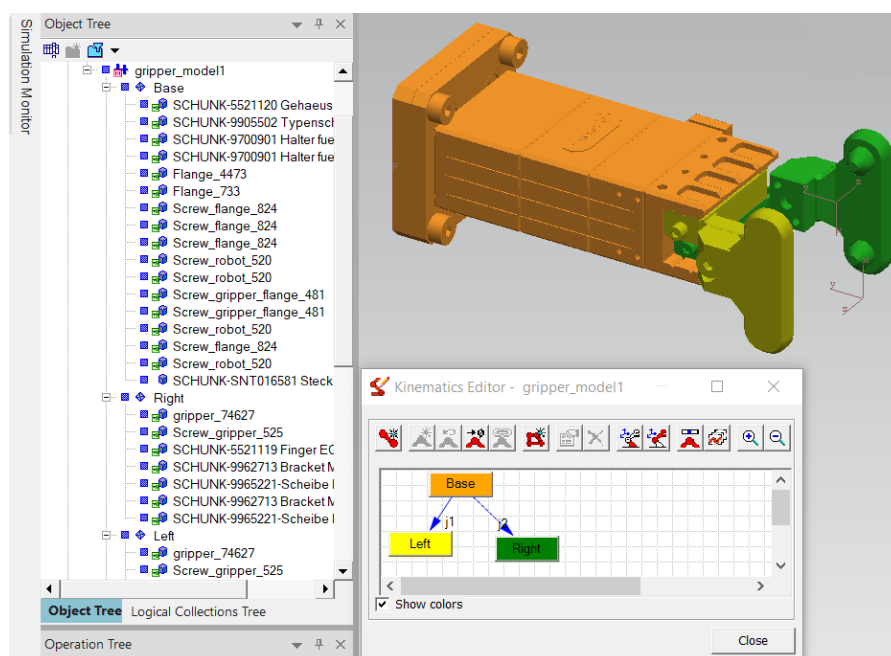 Simulation Monitor
Object Tree
gripper_model1
Base
SCHUNK-5521120 Gehaeus
SCHUNK-9905502 Typensch
SCHUNK-9700901 Halter fue
SCHUNK-9700901 Halter fue
Flange_4473
Flange_733
Screw_flange_824
Screw_flange_824
Screw_flange_824
Screw_robot_520
Screw_robot_520
Screw_gripper_flange_481
Screw_gripper_flange_481
Screw_robot_520
Screw_flange_824
Screw_robot_520
SCHUNK-SNT016581 Steck
Right
gripper_74627
Screw_gripper_525
SCHUNK-5521119 Finger EG
SCHUNK-9962713 Bracket M
SCHUNK-9965221-Scheibe
SCHUNK-9962713 Bracket M
SCHUNK-9965221-Scheibe
Left
gripper_74627
Screw_gripper_525
Object Tree Logical Collections Tree
Operation Tree
Kinematics Editor - gripper_model1
Base
j1
j2
Left
Right
Show colors
Close